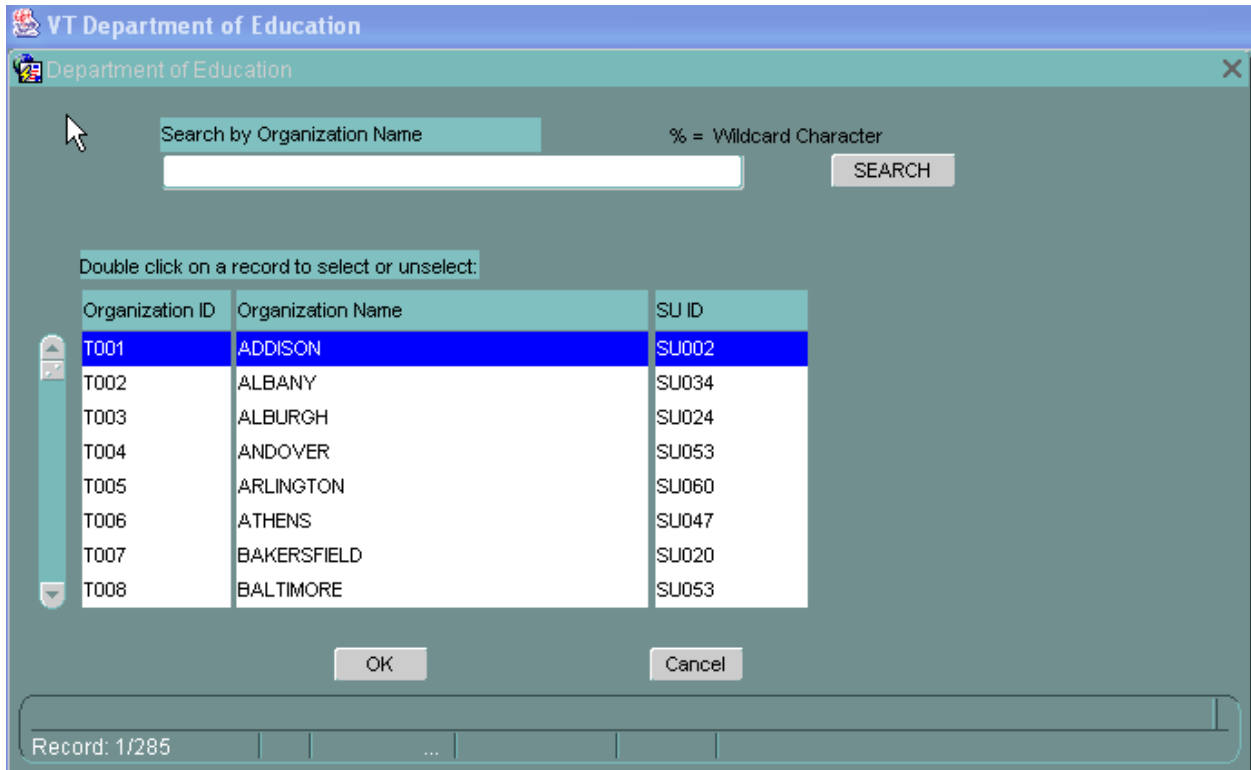 VT Department of Education
Department of Education
Search by Organization Name % = Wildcard Character
SEARCH
Double click on a record to select or unselect:
Organization ID Organization Name SU ID
T001 ADDISON SU002
T002 ALBANY SU034
T003 ALBURGH SU024
T004 ANDOVER SU053
T005 ARLINGTON SU060
T006 ATHENS SU047
T007 BAKERSFIELD SU020
T008 BALTIMORE SU053
OK Cancel
Record: 1/285 ...